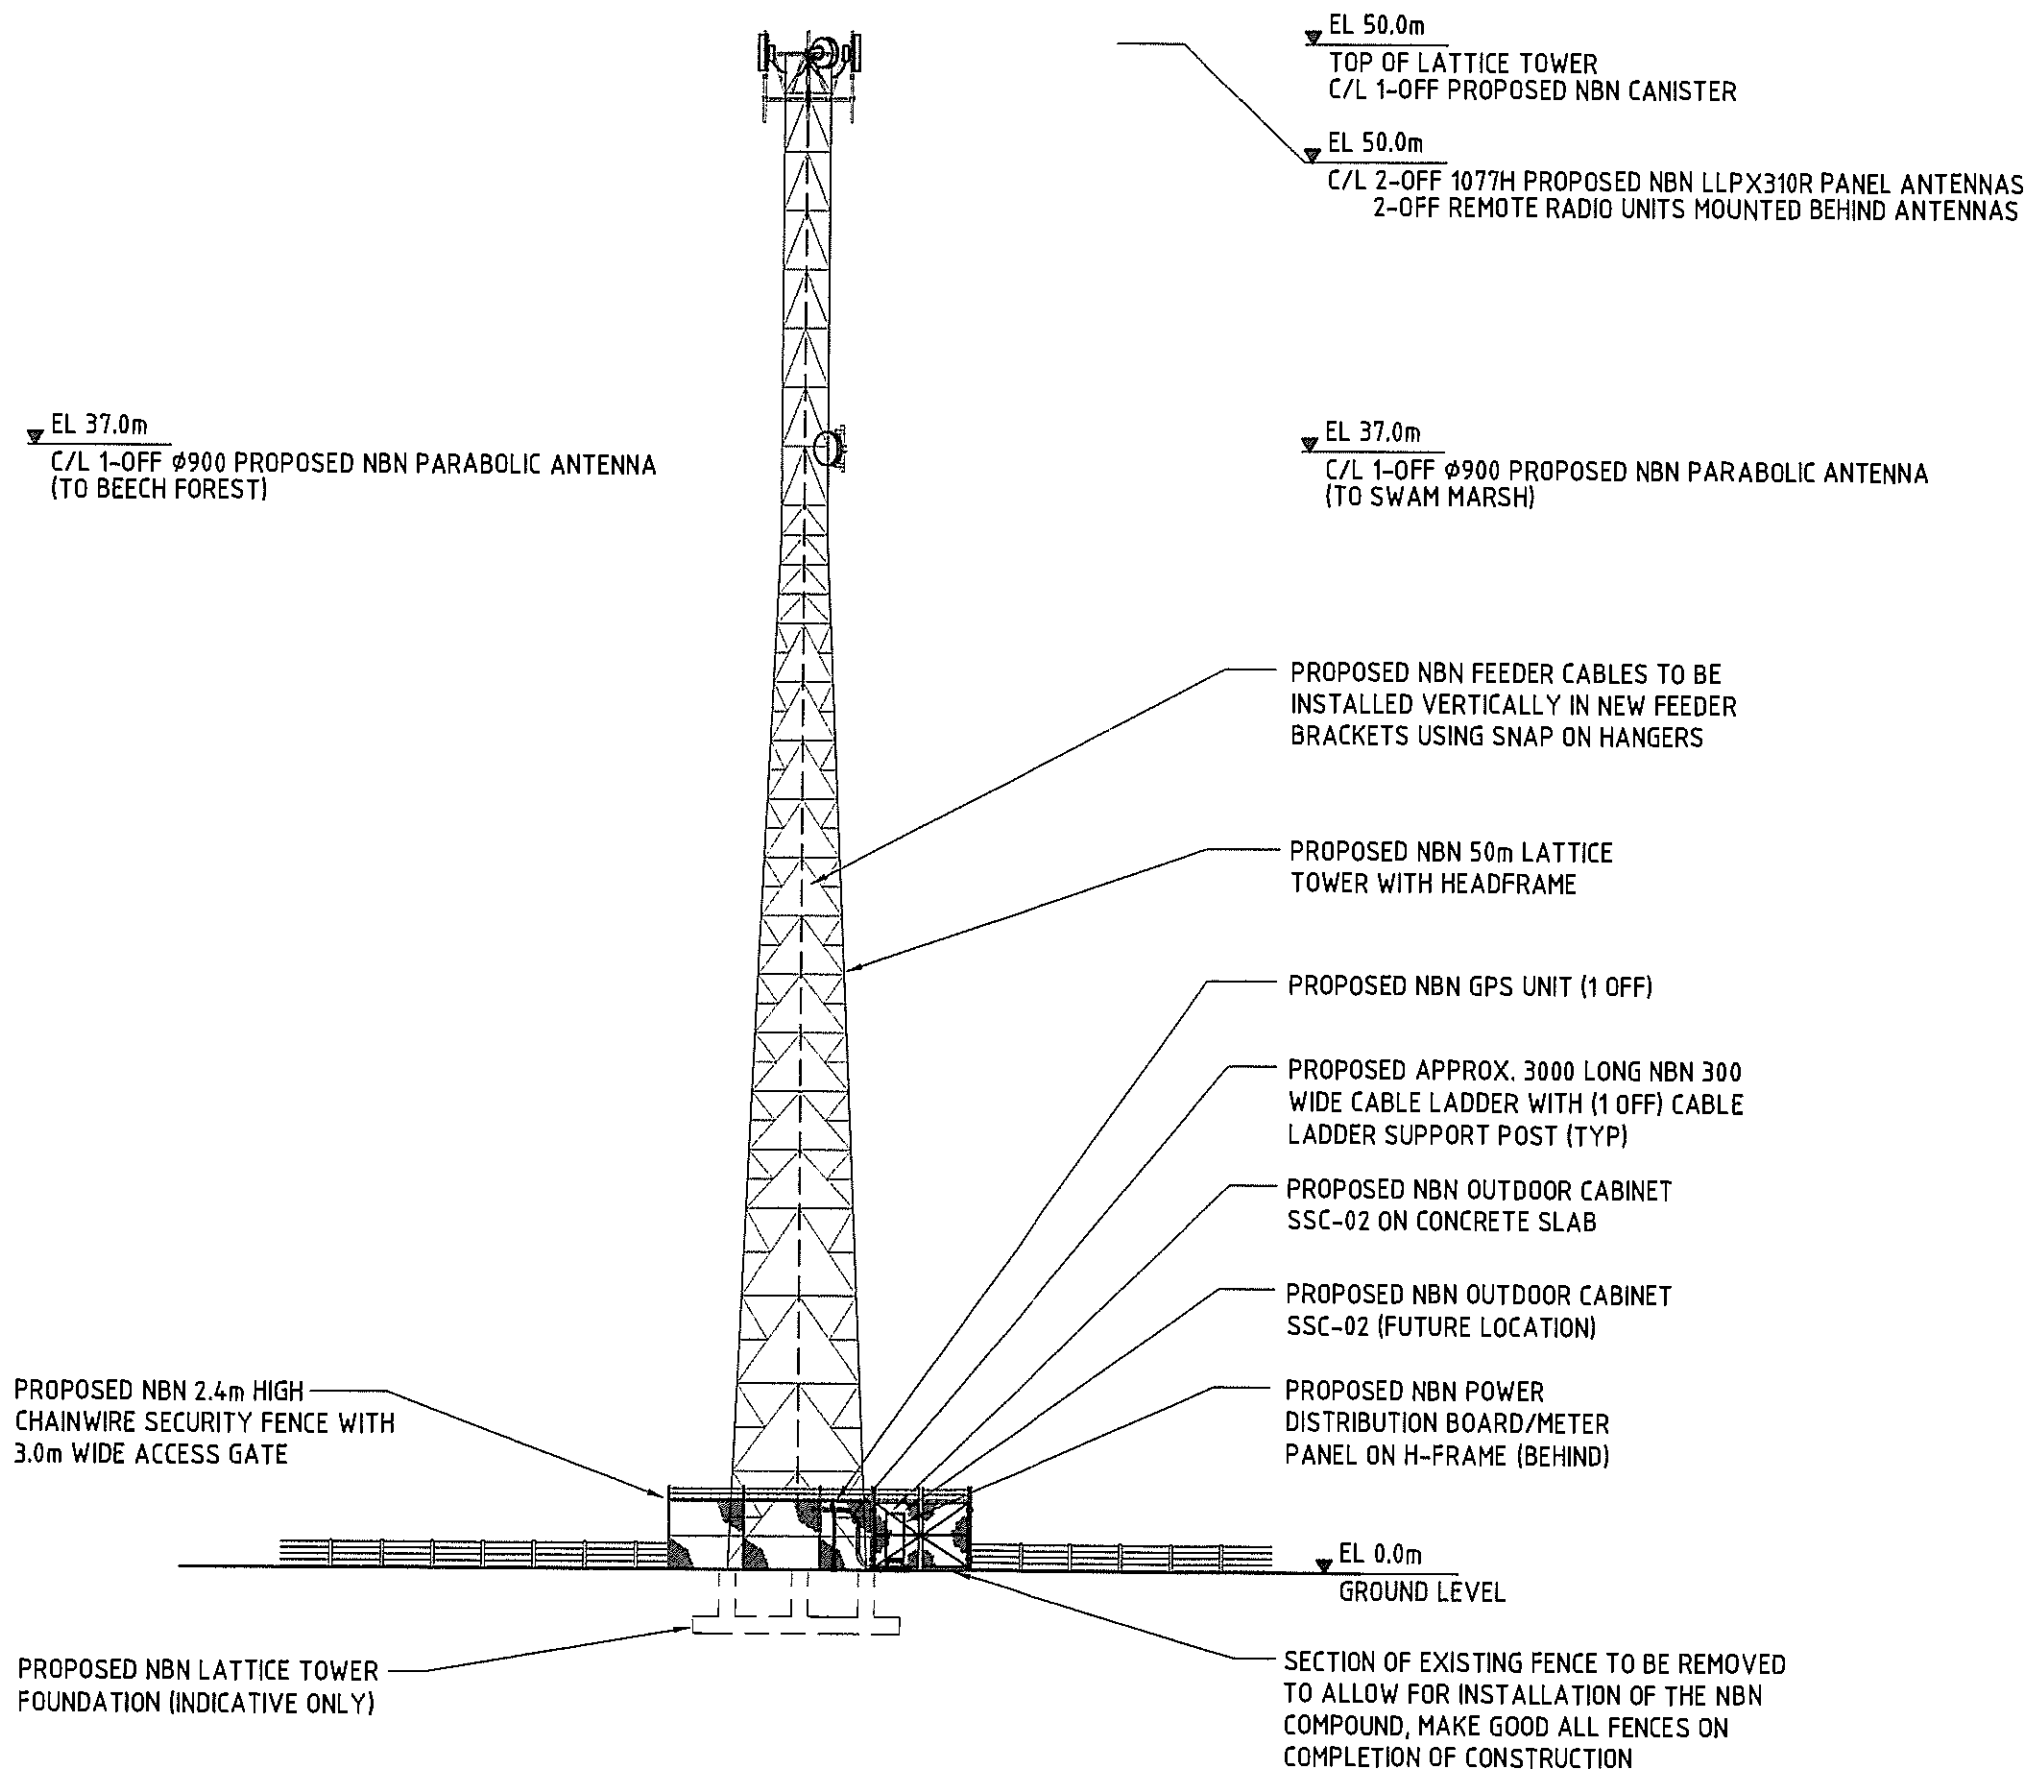 EL 50.0m
TOP OF LATTICE TOWER
C/L 1-OFF PROPOSED NBN CANISTER
EL 50.0m
C/L 2-OFF 1077H PROPOSED NBN LLPX310R PANEL ANTENNAS
2-OFF REMOTE RADIO UNITS MOUNTED BEHIND ANTENNAS
EL 37.0m
C/L 1-OFF Ø900 PROPOSED NBN PARABOLIC ANTENNA
(TO BEECH FOREST)
EL 37.0m
C/L 1-OFF Ø900 PROPOSED NBN PARABOLIC ANTENNA
(TO SWAM MARSH)
PROPOSED NBN FEEDER CABLES TO BE
INSTALLED VERTICALLY IN NEW FEEDER
BRACKETS USING SNAP ON HANGERS
PROPOSED NBN 50m LATTICE
TOWER WITH HEADFRAME
PROPOSED NBN GPS UNIT (1 OFF)
PROPOSED APPROX. 3000 LONG NBN 300
WIDE CABLE LADDER WITH (1 OFF) CABLE
LADDER SUPPORT POST (TYP)
PROPOSED NBN OUTDOOR CABINET
SSC-02 ON CONCRETE SLAB
PROPOSED NBN OUTDOOR CABINET
SSC-02 (FUTURE LOCATION)
PROPOSED NBN POWER
DISTRIBUTION BOARD/METER
PANEL ON H-FRAME (BEHIND)
PROPOSED NBN 2.4m HIGH
CHAINWIRE SECURITY FENCE WITH
3.0m WIDE ACCESS GATE
EL 0.0m
GROUND LEVEL
PROPOSED NBN LATTICE TOWER
FOUNDATION (INDICATIVE ONLY)
SECTION OF EXISTING FENCE TO BE REMOVED
TO ALLOW FOR INSTALLATION OF THE NBN
COMPOUND, MAKE GOOD ALL FENCES ON
COMPLETION OF CONSTRUCTION